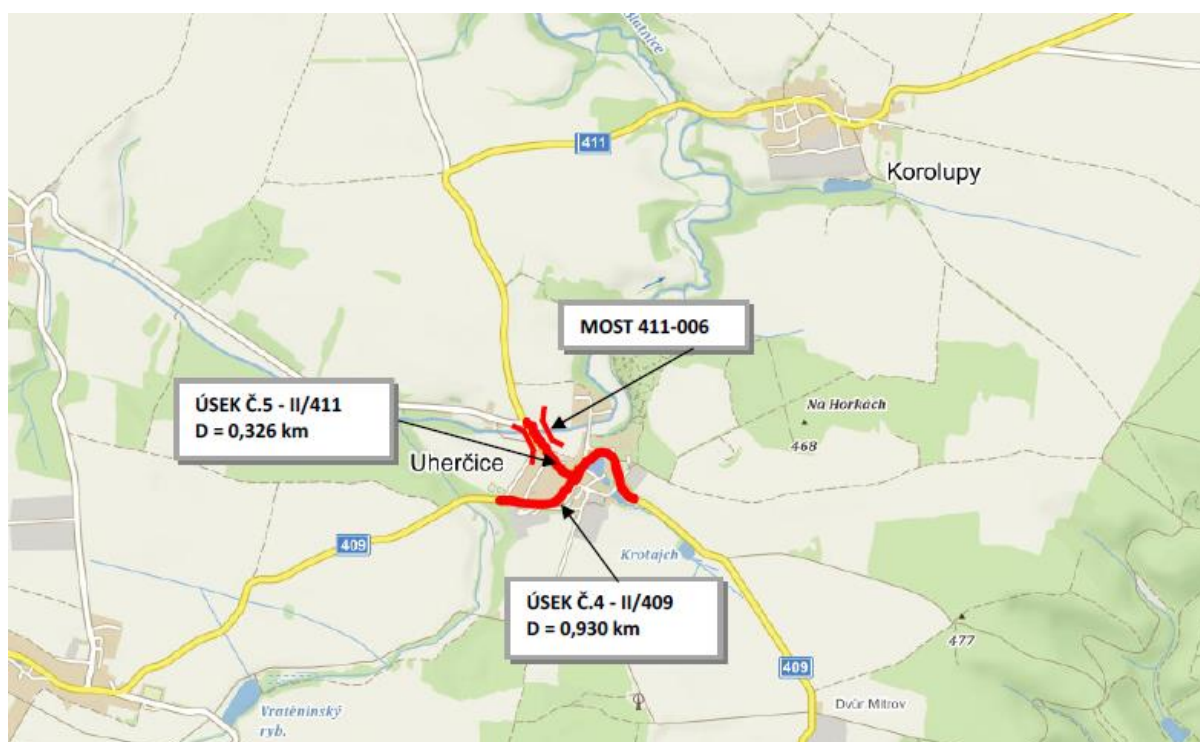 Blatnice
411
Korolupy
MOST 411-006
ÚSEK Č.5 - II/411
D = 0,326 km
Na Horkách
468
Uherčice
409
Krotajch
ÚSEK Č.4 - II/409
D = 0,930 km
477
409
Dvůr Mitrov
Vratěnínský
ryb.